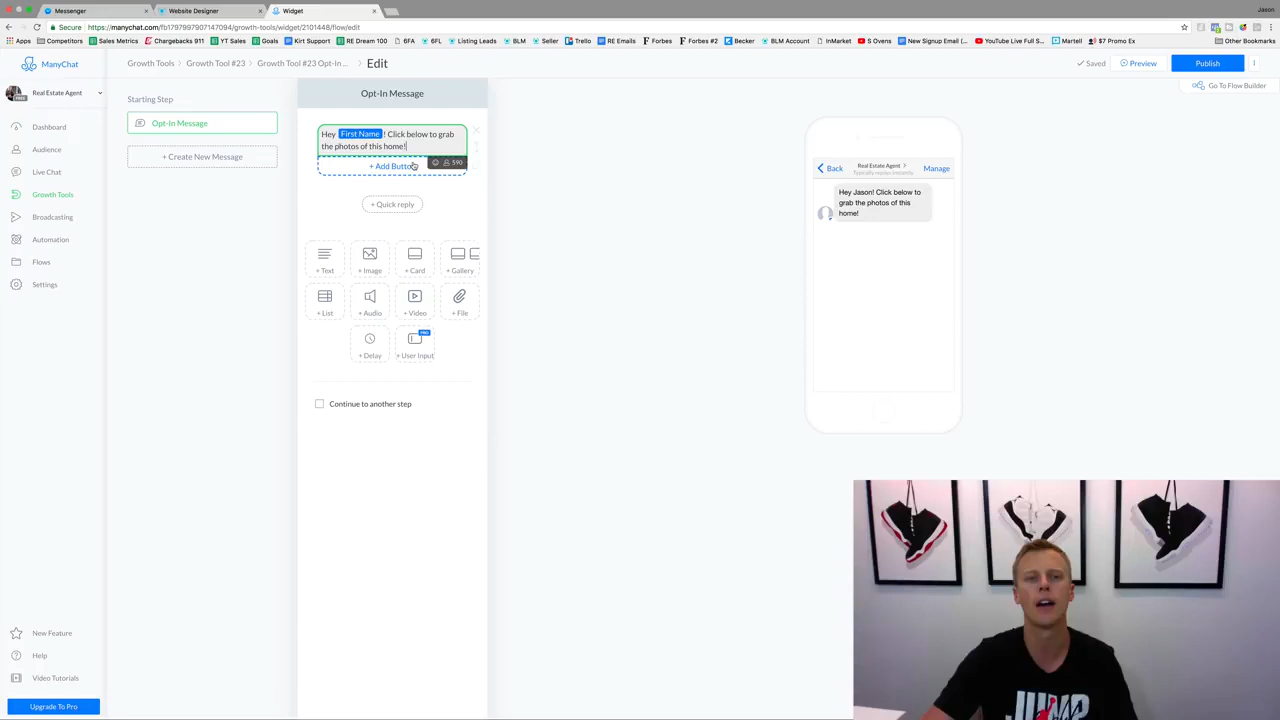 Messenger
Website Designer
Widget
Jason
Secure
https://manychat.com/fb1797999907147094/growth-tools/widget/2101448/flow/edit
Apps
Competitors
Sales Metrics
Chargebacks 911
YT Sales
Goals
Kirt Support
RE Dream 100
6FA
6FL
Listing Leads
BLM
Seller
Trello
RE Emails
Forbes
Forbes #2
Becker
BLM Account
InMarket
S Ovens
New Signup Email (...
YouTube Live Full S...
Martell
$7 Promo Ex
Other Bookmarks
ManyChat
Growth Tools
Growth Tool #23
Growth Tool #23 Opt-In ...
Edit
Saved
Preview
Publish
Real Estate Agent
FREE
Go To Flow Builder
Dashboard
Audience
Live Chat
Growth Tools
Broadcasting
Automation
Flows
Settings
New Feature
Help
Video Tutorials
Upgrade To Pro
Starting Step
Opt-In Message
+ Create New Message
Opt-In Message
Hey First Name ! Click below to grab
the photos of this home!
590
+ Add Button
+ Quick reply
+ Text
+ Image
+ Card
+ Gallery
+ List
+ Audio
+ Video
+ File
PRO
+ Delay
+ User Input
Continue to another step
Back
Real Estate Agent
Typically replies instantly
Manage
Hey Jason! Click below to
grab the photos of this
home!
JUMP